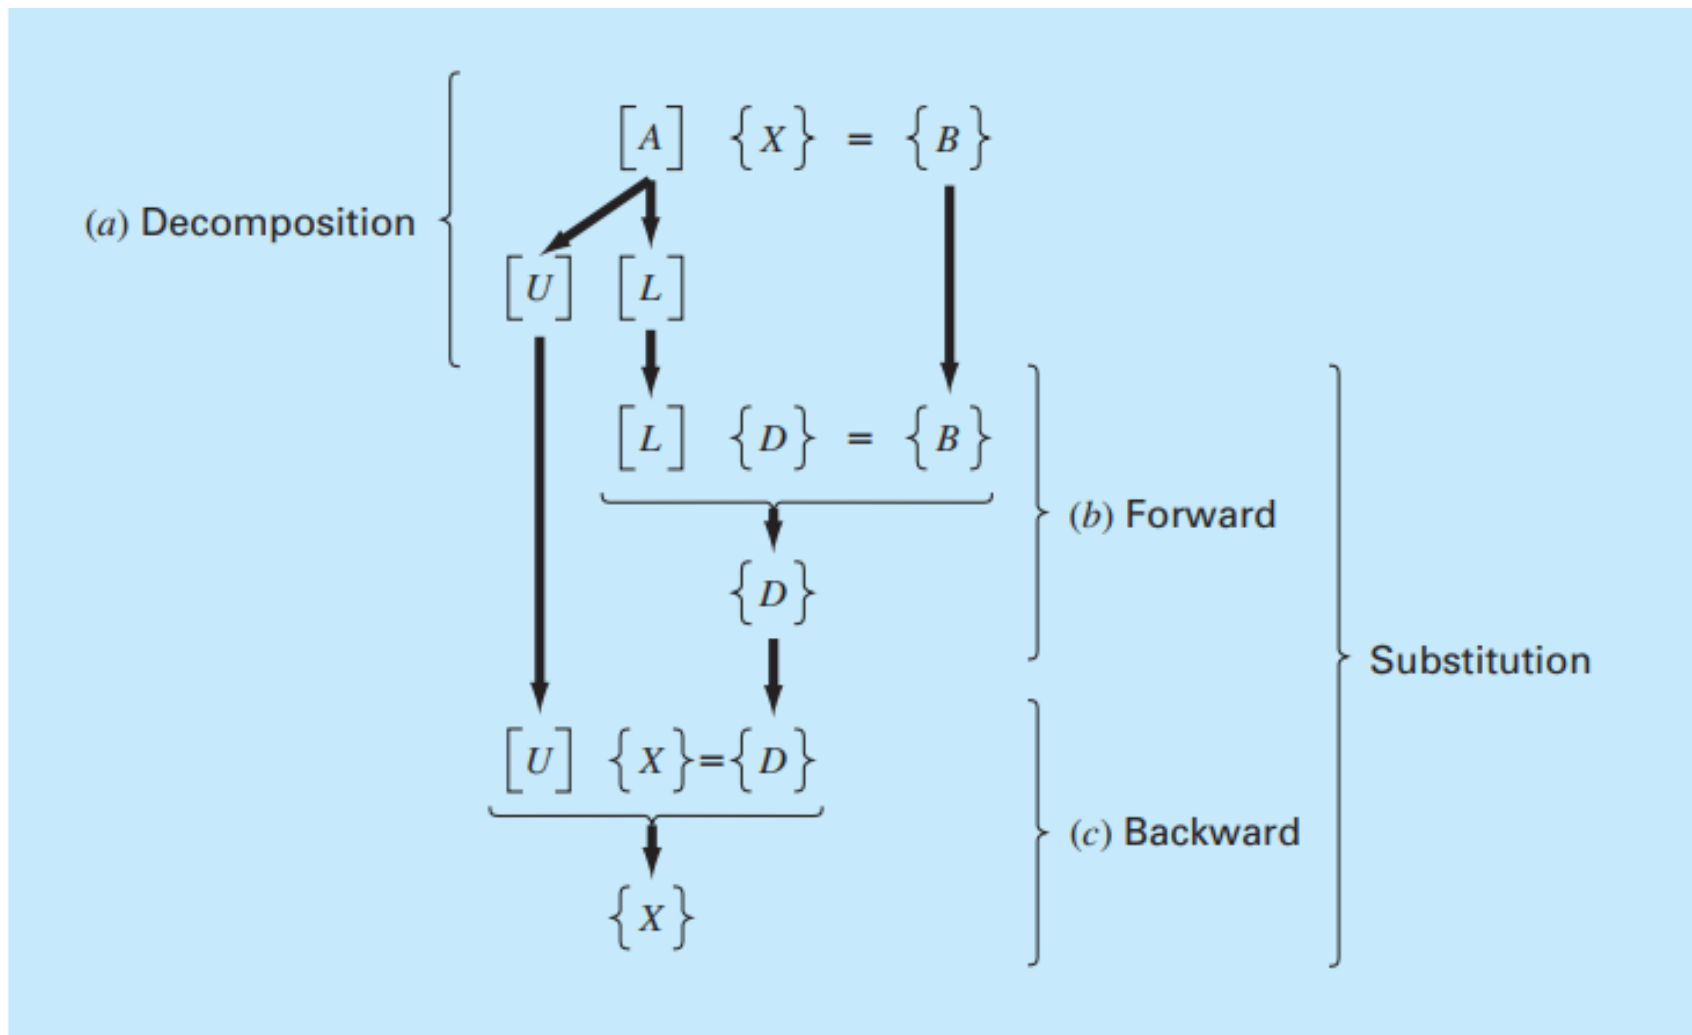 [A] {X} = {B}
(a) Decomposition
[U] [L]
[L] {D} = {B}
(b) Forward
{D}
Substitution
[U] {X}={D}
(c) Backward
{X}